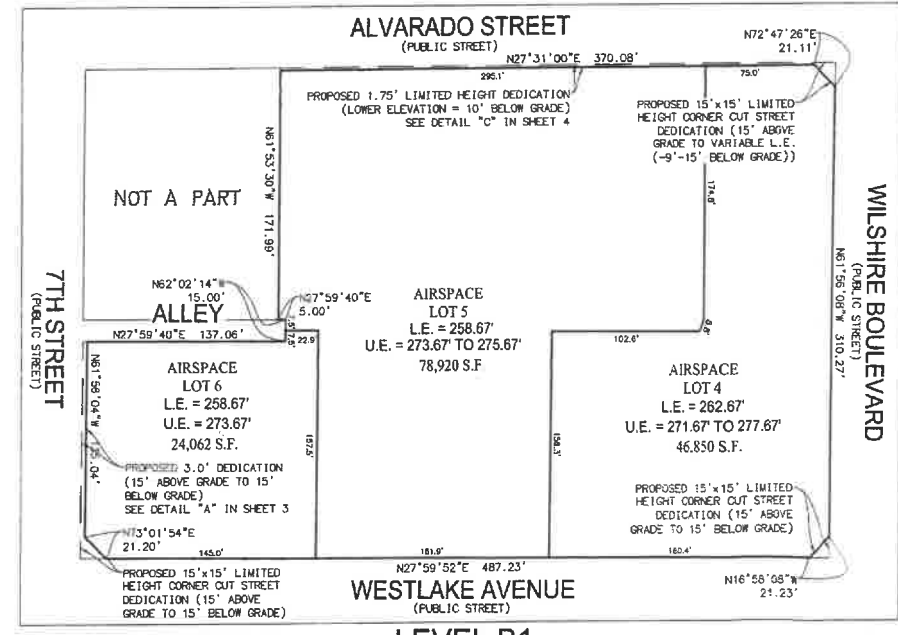 ALVARADO STREET
(PUBLIC STREET)
N72°47'26"E
21.11'
N27°31'00"E 370.08'
295.1'
75.0'
PROPOSED 1.75' LIMITED HEIGHT DEDICATION
(LOWER ELEVATION = 10' BELOW GRADE)
SEE DETAIL "C" IN SHEET 4
PROPOSED 15'x15' LIMITED
HEIGHT CORNER CUT STREET
DEDICATION (15' ABOVE
GRADE TO VARIABLE L.E.
(-9'-15' BELOW GRADE))
N61°53'30"W 171.99'
NOT A PART
WILSHIRE BOULEVARD
(PUBLIC STREET)
N61°56'08"W 310.27'
7TH STREET
(PUBLIC STREET)
N62°02'14"W
15.00'
N27°59'40"E
5.00'
ALLEY
N27°59'40"E 137.06'
7.5'
22.9'
102.6'
AIRSPACE
LOT 5
L.E. = 258.67'
U.E. = 273.67' TO 275.67'
78,920 S.F
AIRSPACE
LOT 6
L.E. = 258.67'
U.E. = 273.67'
24,062 S.F.
AIRSPACE
LOT 4
L.E. = 262.67'
U.E. = 271.67' TO 277.67'
46.850 S.F.
157.5'
158.3'
PROPOSED 3.0' DEDICATION
(15' ABOVE GRADE TO 15'
BELOW GRADE)
SEE DETAIL "A" IN SHEET 3
PROPOSED 15'x15' LIMITED
HEIGHT CORNER CUT STREET
DEDICATION (15' ABOVE
GRADE TO 15' BELOW GRADE)
N73°01'54"E
21.20'
145.0'
181.9'
160.4'
N27°59'52"E 487.23'
N16°58'08"W
21.23'
PROPOSED 15'x15' LIMITED
HEIGHT CORNER CUT STREET
DEDICATION (15' ABOVE
GRADE TO 15' BELOW GRADE)
WESTLAKE AVENUE
(PUBLIC STREET)